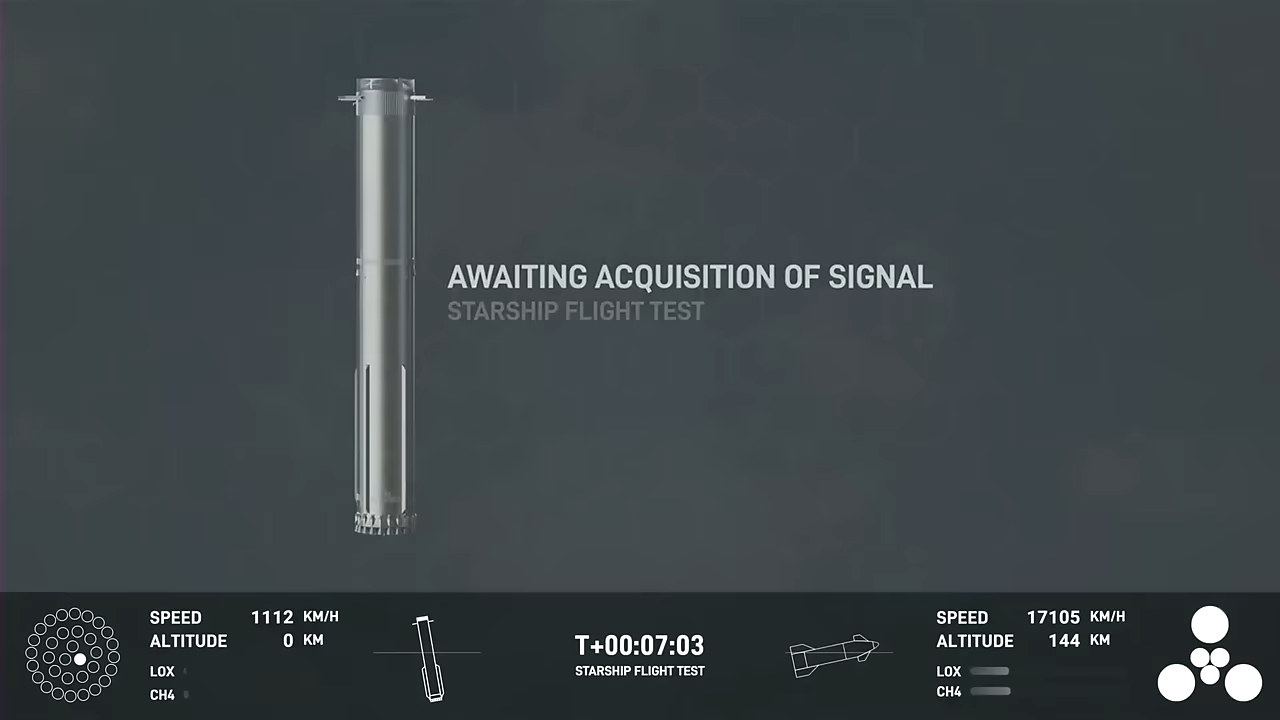 AWAITING ACQUISITION OF SIGNAL
STARSHIP FLIGHT TEST
SPEED 1112 KM/H
ALTITUDE 0 KM
LOX
CH4
T+00:07:03
STARSHIP FLIGHT TEST
SPEED 17105 KM/H
ALTITUDE 144 KM
LOX
CH4